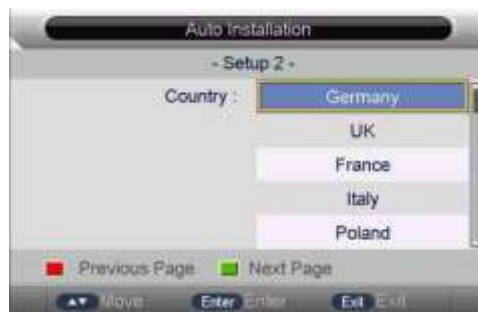 Auto Installation
- Setup 2 -
Country : Germany
UK
France
Italy
Poland
Previous Page Next Page
▲▼ Move Enter Enter Exit Exit